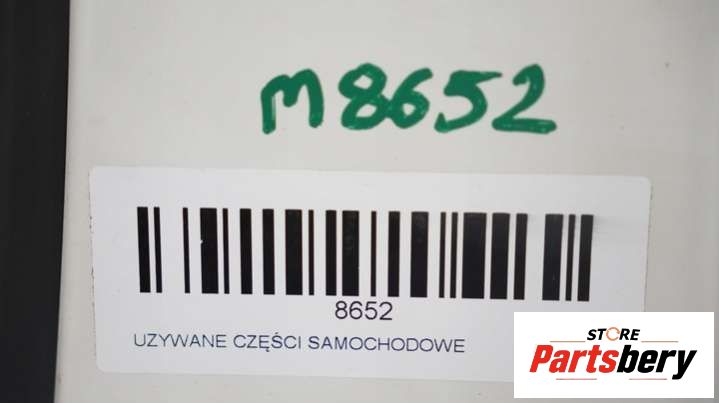 M8652
8652
UZYWANE CZĘŚCI SAMOCHODOWE
STORE
Partsbery